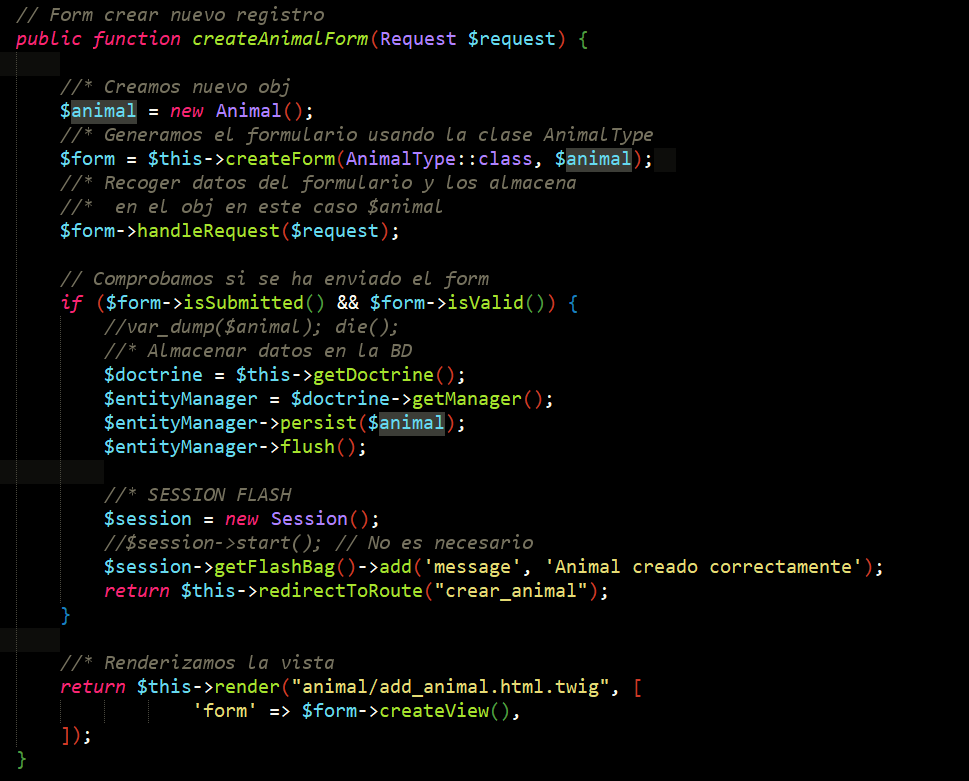 // Form crear nuevo registro
public function createAnimalForm(Request $request) {
//* Creamos nuevo obj
$animal = new Animal();
//* Generamos el formulario usando la clase AnimalType
$form = $this->createForm(AnimalType::class, $animal);
//* Recoger datos del formulario y los almacena
//*  en el obj en este caso $animal
$form->handleRequest($request);
// Comprobamos si se ha enviado el form
if ($form->isSubmitted() && $form->isValid()) {
//var_dump($animal); die();
//* Almacenar datos en la BD
$doctrine = $this->getDoctrine();
$entityManager = $doctrine->getManager();
$entityManager->persist($animal);
$entityManager->flush();
//* SESSION FLASH
$session = new Session();
//$session->start(); // No es necesario
$session->getFlashBag()->add('message', 'Animal creado correctamente');
return $this->redirectToRoute("crear_animal");
}
//* Renderizamos la vista
return $this->render("animal/add_animal.html.twig", [
'form' => $form->createView(),
]);
}